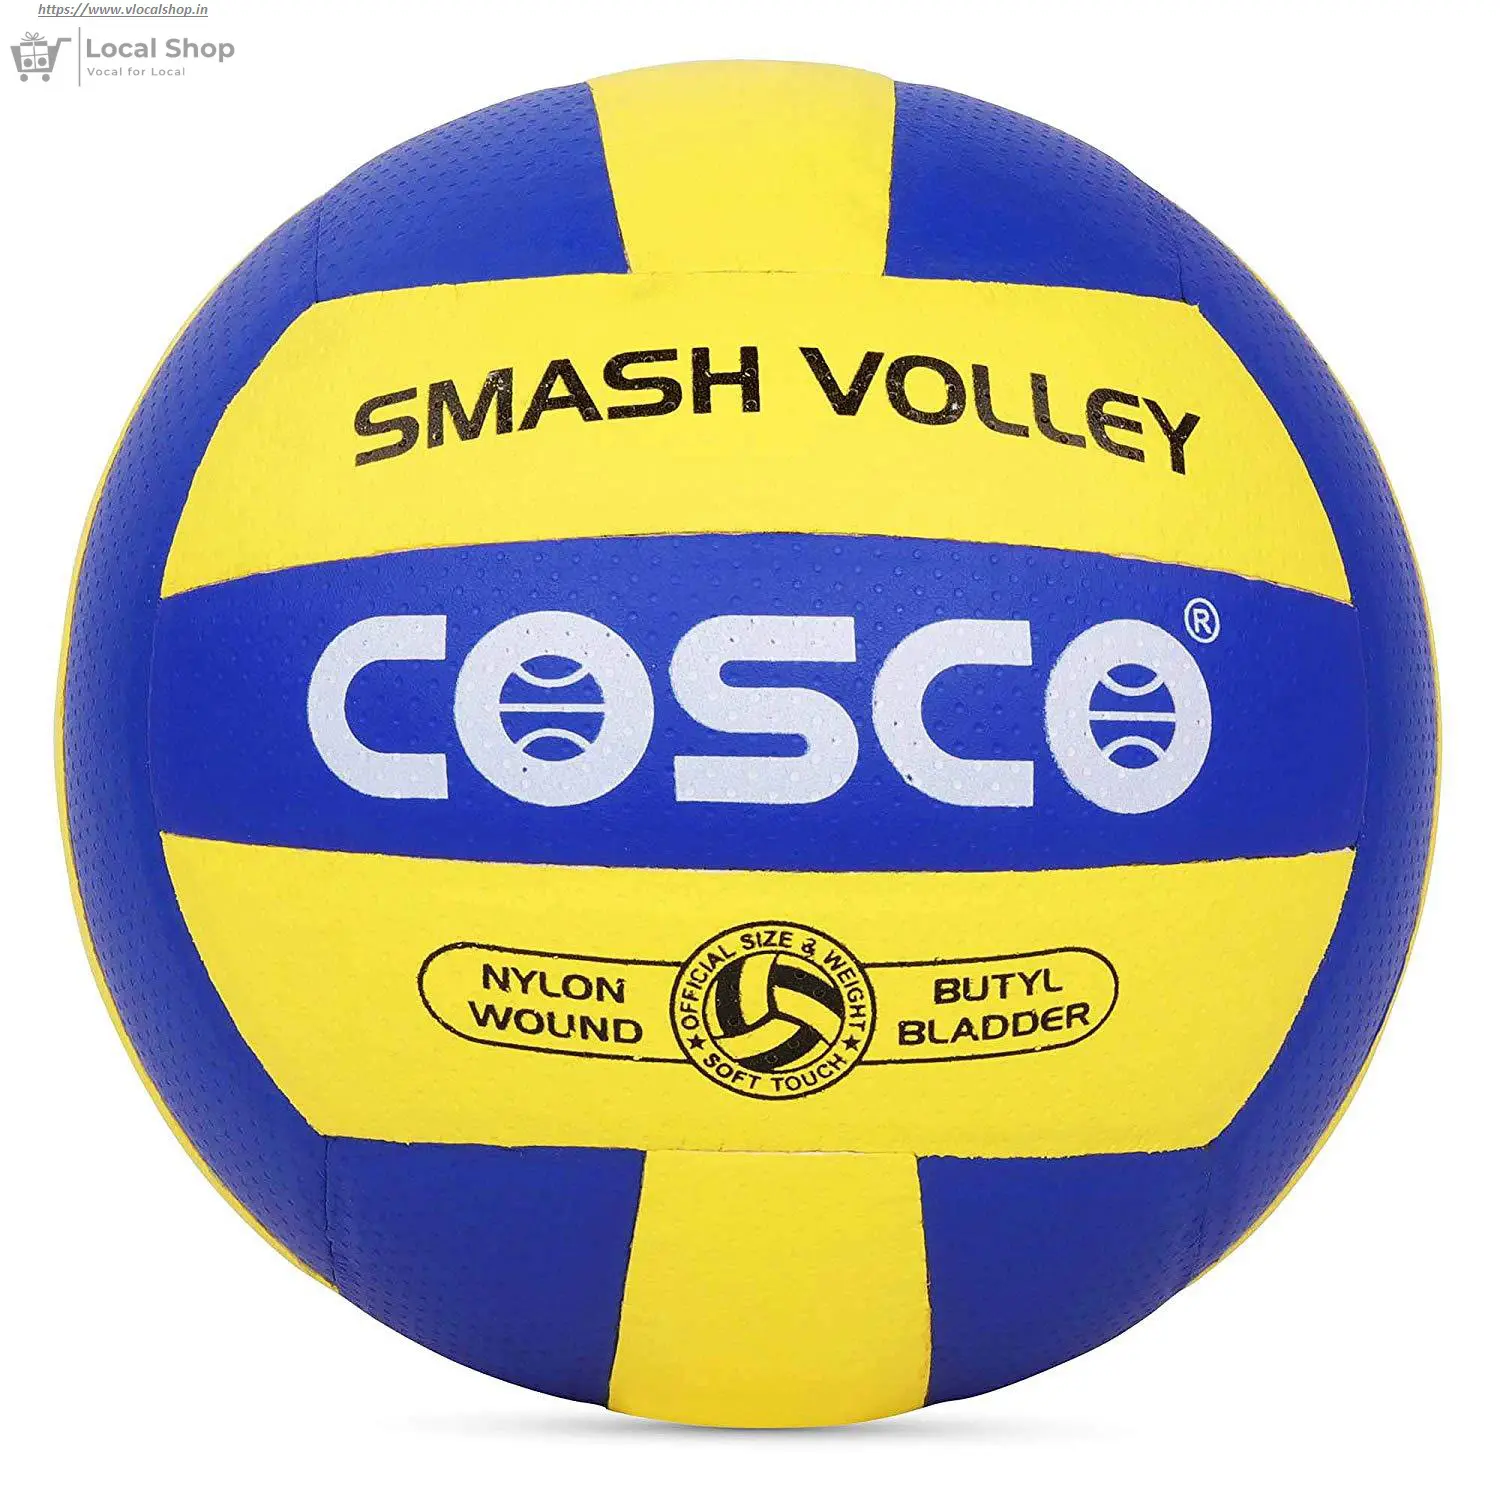 https://www.vlocalshop.in
Local Shop
Vocal for Local
SMASH VOLLEY
COSCO®
OFFICIAL SIZE & WEIGHT
NYLON
WOUND
BUTYL
BLADDER
★ SOFT TOUCH ★